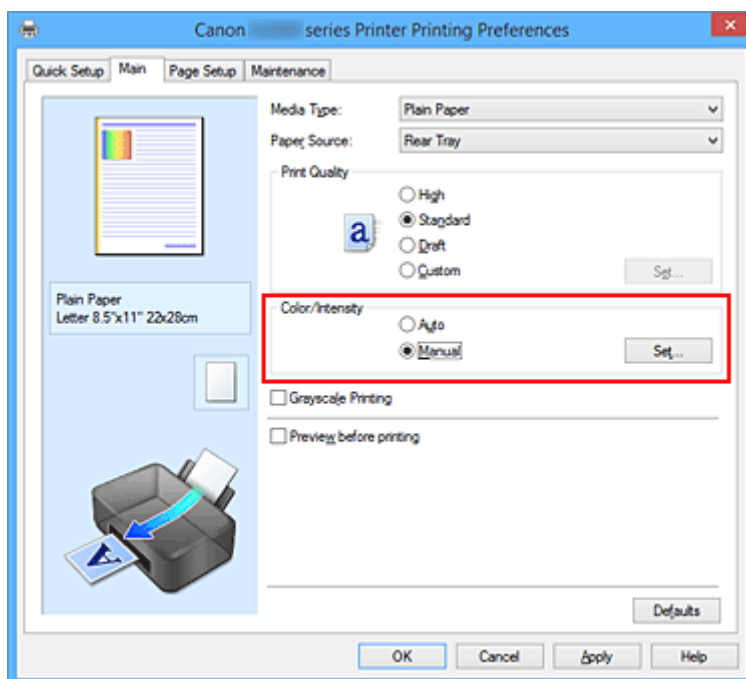 Canon series Printer Printing Preferences
Quick Setup Main Page Setup Maintenance
Media Type: Plain Paper
Paper Source: Rear Tray
Print Quality
High
a Standard
Draft
Custom Set...
Plain Paper
Letter 8.5"x11" 22x28cm
Color/Intensity
Auto
Manual Set...
Grayscale Printing
Preview before printing
A
Defaults
OK Cancel Apply Help